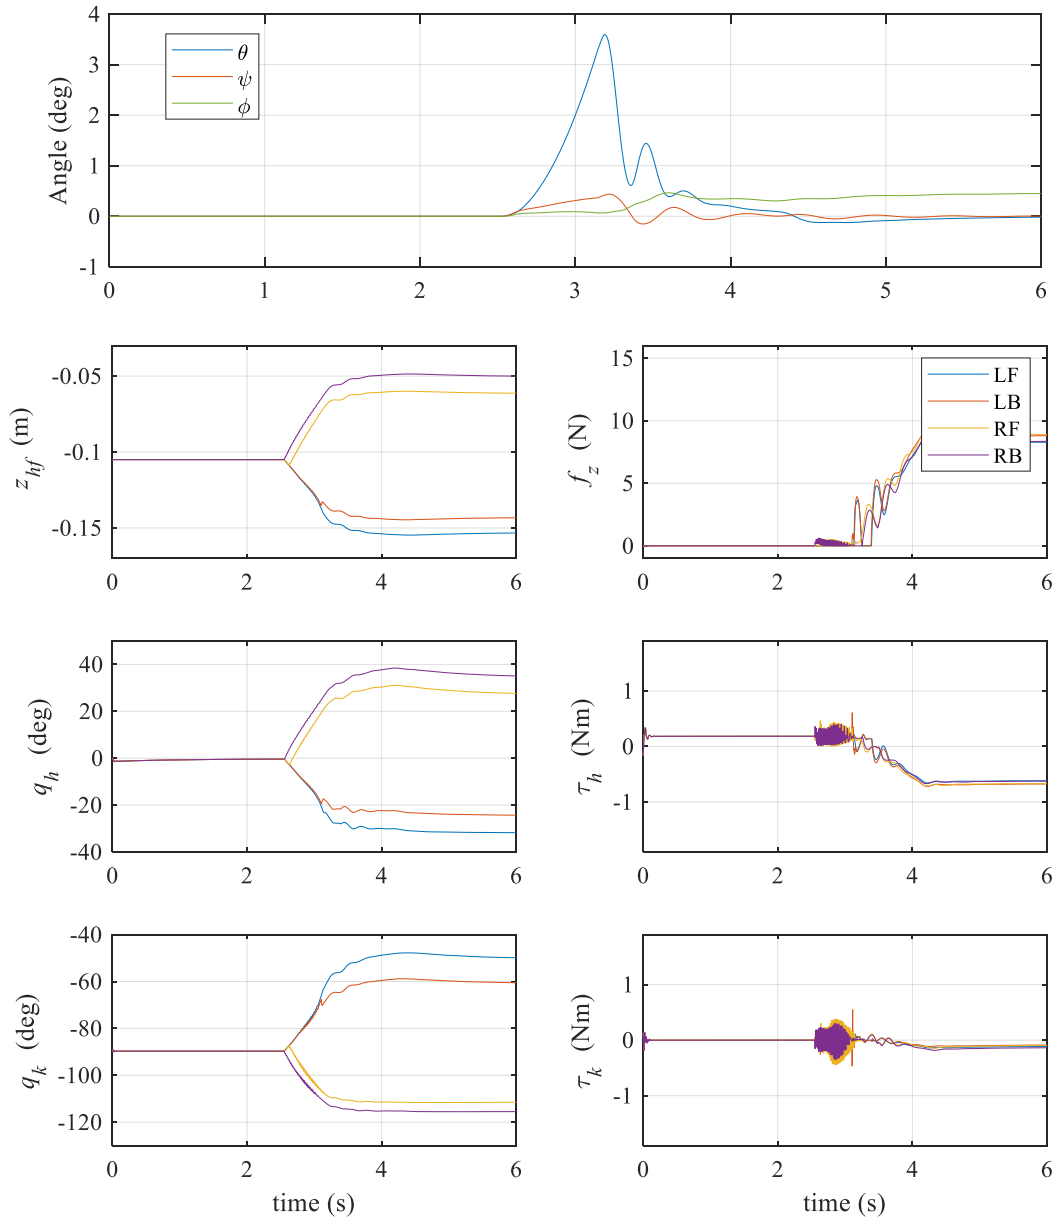 4
3
2
1
0
-1
Angle (deg)
θ
ψ
ϕ
0 1 2 3 4 5 6
-0.05
-0.1
-0.15
z_hf (m)
0 2 4 6
15
10
5
0
f_z (N)
LF
LB
RF
RB
0 2 4 6
40
20
0
-20
-40
q_h (deg)
0 2 4 6
1
0
-1
τ_h (Nm)
0 2 4 6
-40
-60
-80
-100
-120
q_k (deg)
0 2 4 6
time (s)
1
0
-1
τ_k (Nm)
0 2 4 6
time (s)